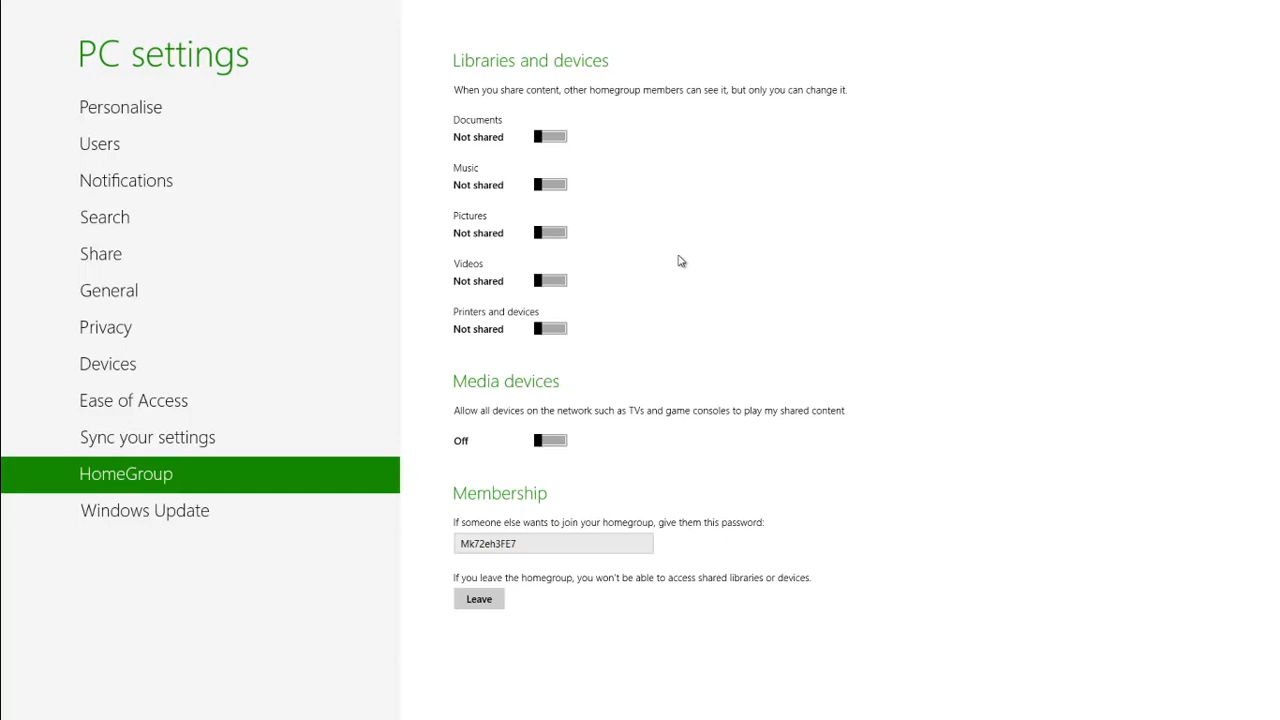 PC settings
Personalise
Users
Notifications
Search
Share
General
Privacy
Devices
Ease of Access
Sync your settings
HomeGroup
Windows Update
Libraries and devices
When you share content, other homegroup members can see it, but only you can change it.
Documents
Not shared
Music
Not shared
Pictures
Not shared
Videos
Not shared
Printers and devices
Not shared
Media devices
Allow all devices on the network such as TVs and game consoles to play my shared content
Off
Membership
If someone else wants to join your homegroup, give them this password:
Mk72eh3FE7
If you leave the homegroup, you won't be able to access shared libraries or devices.
Leave